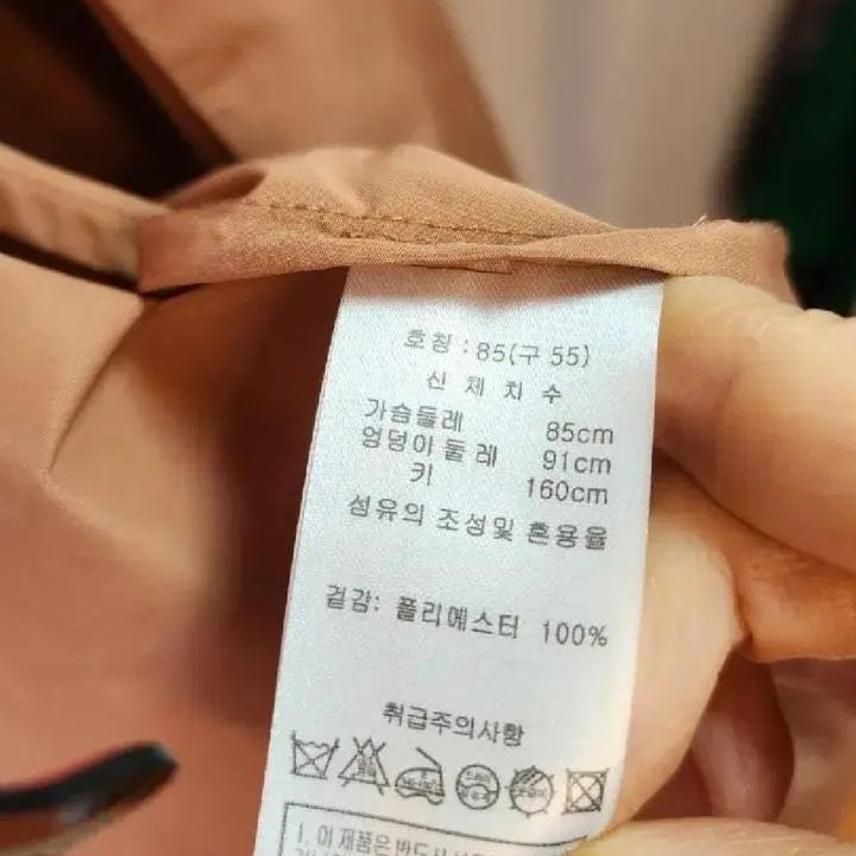 호칭 : 85(구 55)
신 체 치 수
가슴둘레 85cm
엉덩이 둘레 91cm
키 160cm
섬유의 조성및 혼용율
겉감: 폴리에스터 100%
취급주의사항
1. 이 제품은 반드시